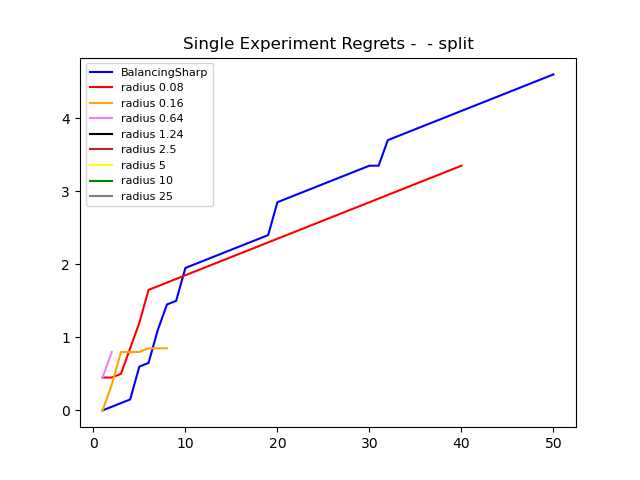 Single Experiment Regrets -  - split
BalancingSharp
radius 0.08
radius 0.16
radius 0.64
radius 1.24
radius 2.5
radius 5
radius 10
radius 25
4
3
2
1
0
0 10 20 30 40 50